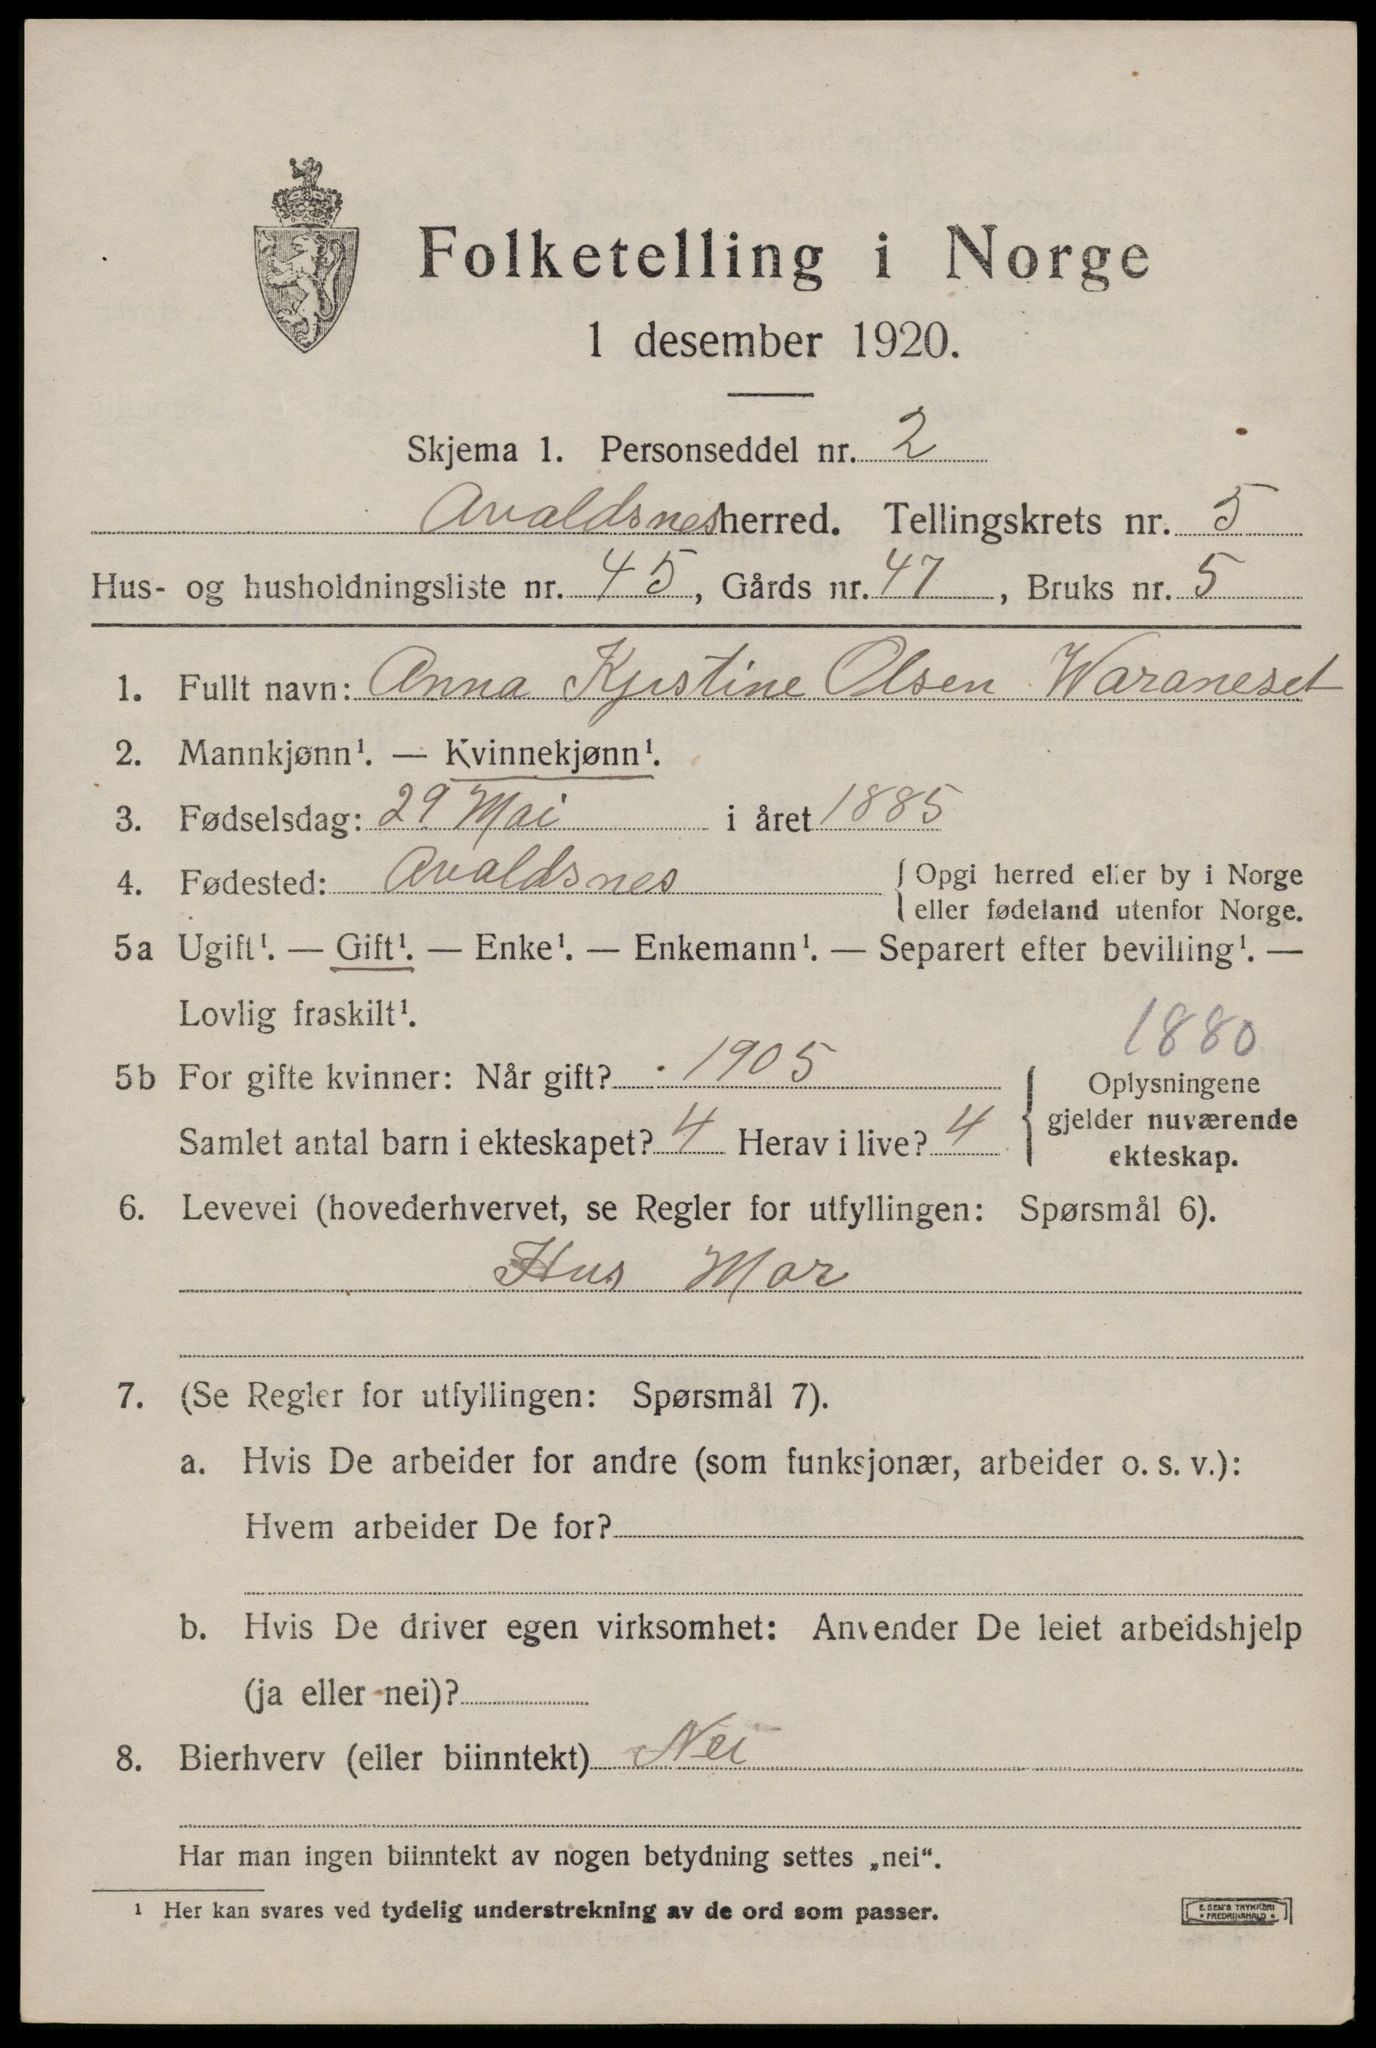 Folketelling i Norge
1 desember 1920.
Skjema 1. Personseddel nr. 2
Avaldsnes herred. Tellingskrets nr. 5
Hus- og husholdningsliste nr. 45, Gårds nr. 47, Bruks nr. 5
1. Fullt navn: Anna Kjistine Olsen Waraneset
2. Mannkjønn¹. — Kvinnekjønn¹.
3. Fødselsdag: 29 Mai i året 1885
4. Fødested: Avaldsnes { Opgi herred eller by i Norge
eller fødeland utenfor Norge.
5a Ugift¹. — Gift¹. — Enke¹. — Enkemann¹. — Separert efter bevilling¹. —
Lovlig fraskilt¹.
1880
5b For gifte kvinner: Når gift? 1905
Samlet antal barn i ekteskapet? 4 Herav i live? 4
{ Oplysningene
gjelder nuværende
ekteskap.
6. Levevei (hovederhvervet, se Regler for utfyllingen: Spørsmål 6).
Hus Mor
7. (Se Regler for utfyllingen: Spørsmål 7).
a. Hvis De arbeider for andre (som funksjonær, arbeider o. s. v.):
Hvem arbeider De for?
b. Hvis De driver egen virksomhet: Anvender De leiet arbeidshjelp
(ja eller nei)?
8. Bierhverv (eller biinntekt) Nei
Har man ingen biinntekt av nogen betydning settes „nei“.
¹ Her kan svares ved tydelig understrekning av de ord som passer.
E. SEM'S TRYKKERI
• FREDRIKSHALD •